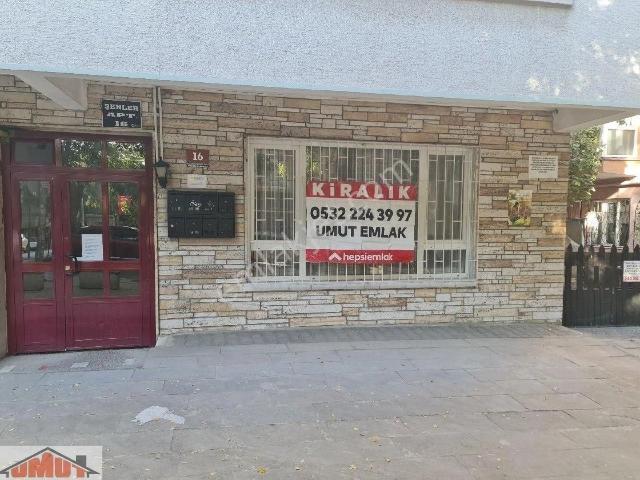 ŞENLER
APT
16
16
KİRALIK
0532 224 39 97
UMUT EMLAK
hepsiemlak
UMUT